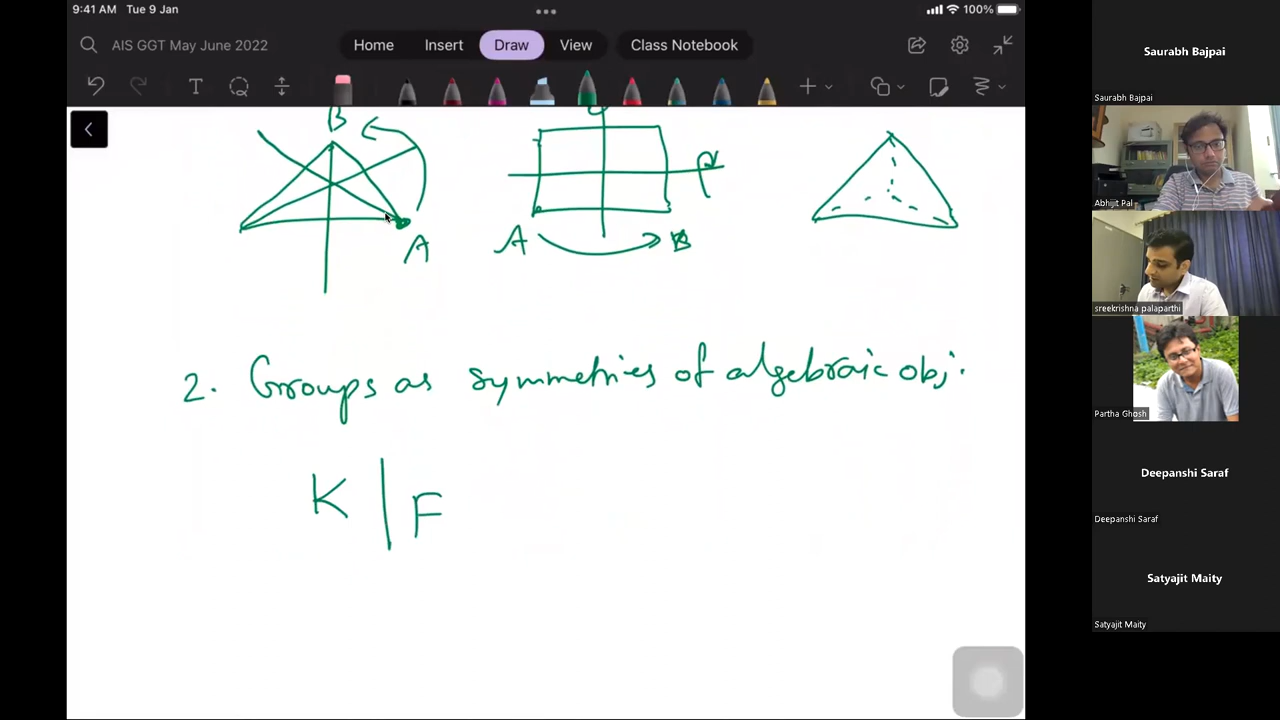 9:41 AM Tue 9 Jan
100%
AIS GGT May June 2022
Home Insert Draw View Class Notebook
B
A
A
2. Groups as symmetries of algebraic obj.
K | F
Saurabh Bajpai
Saurabh Bajpai
Abhijit Pal
sreekrishna palaparthi
Partha Ghosh
Deepanshi Saraf
Deepanshi Saraf
Satyajit Maity
Satyajit Maity